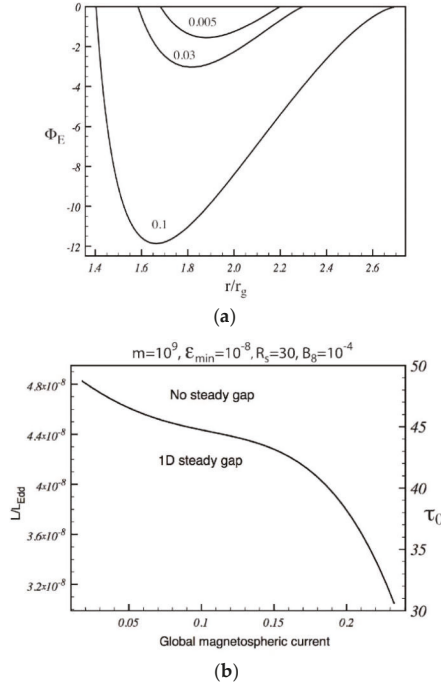 0
-2
-4
-6
-8
-10
-12
Φ_E
0.005
0.03
0.1
1.4 1.6 1.8 2.0 2.2 2.4 2.6
r/r_g
(a)
m=10⁹, Ɛ_min=10⁻⁸, R_s=30, B_8=10⁻⁴
4.8×10⁻⁸
4.4×10⁻⁸
4×10⁻⁸
3.6×10⁻⁸
3.2×10⁻⁸
L/L_Edd
No steady gap
1D steady gap
50
45
40
35
30
τ_0
0.05 0.1 0.15 0.2
Global magnetospheric current
(b)